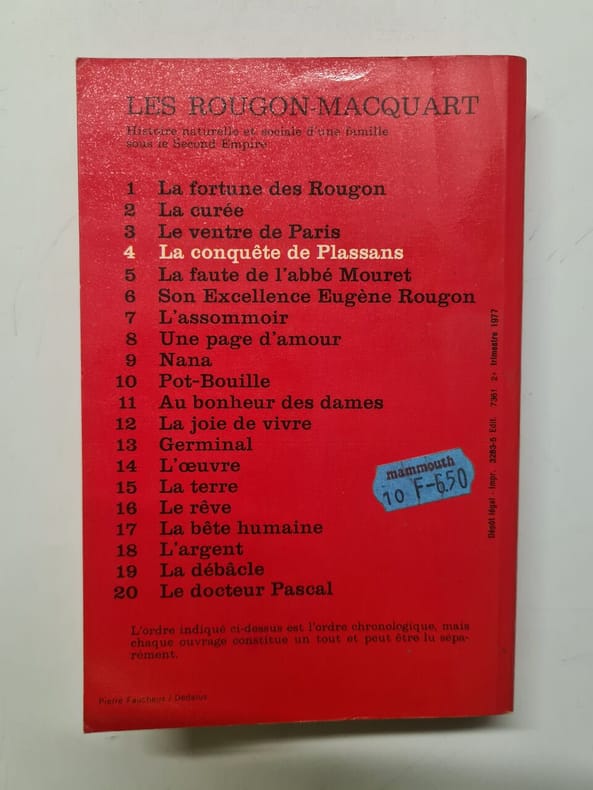 LES ROUGON-MACQUART
Histoire naturelle et sociale d'une famille
sous le Second Empire
1 La fortune des Rougon
2 La curée
3 Le ventre de Paris
4 La conquête de Plassans
5 La faute de l'abbé Mouret
6 Son Excellence Eugène Rougon
7 L'assommoir
8 Une page d'amour
9 Nana
10 Pot-Bouille
11 Au bonheur des dames
12 La joie de vivre
13 Germinal
14 L'œuvre
15 La terre
16 Le rêve
17 La bête humaine
18 L'argent
19 La débâcle
20 Le docteur Pascal
mammouth
10 F-6.50
L'ordre indiqué ci-dessus est l'ordre chronologique, mais
chaque ouvrage constitue un tout et peut être lu sépa-
rément.
Pierre Faucheux / Dédalus
Dépôt légal - Impr. 3283-5 Edit. 7361 2e trimestre 1977